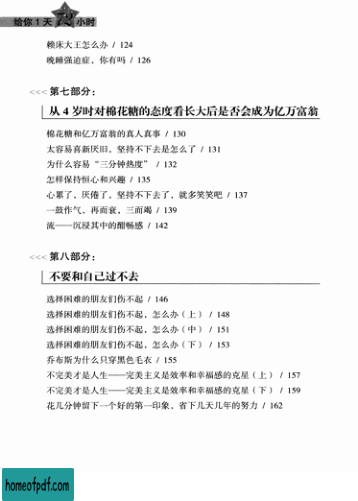 给你1天72小时
赖床大王怎么办 / 124
晚睡强迫症，你有吗 / 126
<<< 第七部分：
从4岁时对棉花糖的态度看长大后是否会成为亿万富翁
棉花糖和亿万富翁的真人真事 / 130
太容易喜新厌旧，坚持不下去是怎么了 / 131
为什么容易“三分钟热度” / 132
怎样保持恒心和兴趣 / 135
心累了，厌倦了，坚持不下去了，就多笑笑吧 / 137
一鼓作气，再而衰，三而竭 / 139
流——沉浸其中的酣畅感 / 142
<<< 第八部分：
不要和自己过不去
选择困难的朋友们伤不起 / 146
选择困难的朋友们伤不起，怎么办（上） / 148
选择困难的朋友们伤不起，怎么办（中） / 151
选择困难的朋友们伤不起，怎么办（下） / 153
乔布斯为什么只穿黑色毛衣 / 155
不完美才是人生——完美主义是效率和幸福感的克星（上） / 157
不完美才是人生——完美主义是效率和幸福感的克星（下） / 159
花几分钟留下一个好的第一印象，省下几天几年的努力 / 162
homeofpdf.com